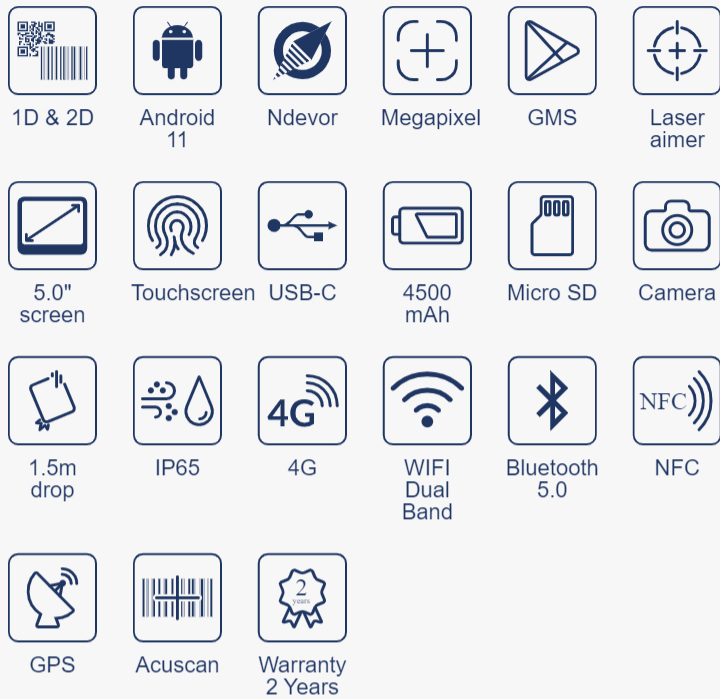 1D & 2D
Android
11
Ndevor
Megapixel
GMS
Laser
aimer
5.0"
screen
Touchscreen
USB-C
4500
mAh
Micro SD
Camera
4G
NFC
1.5m
drop
IP65
4G
WIFI
Dual
Band
Bluetooth
5.0
NFC
2
years
GPS
Acuscan
Warranty
2 Years